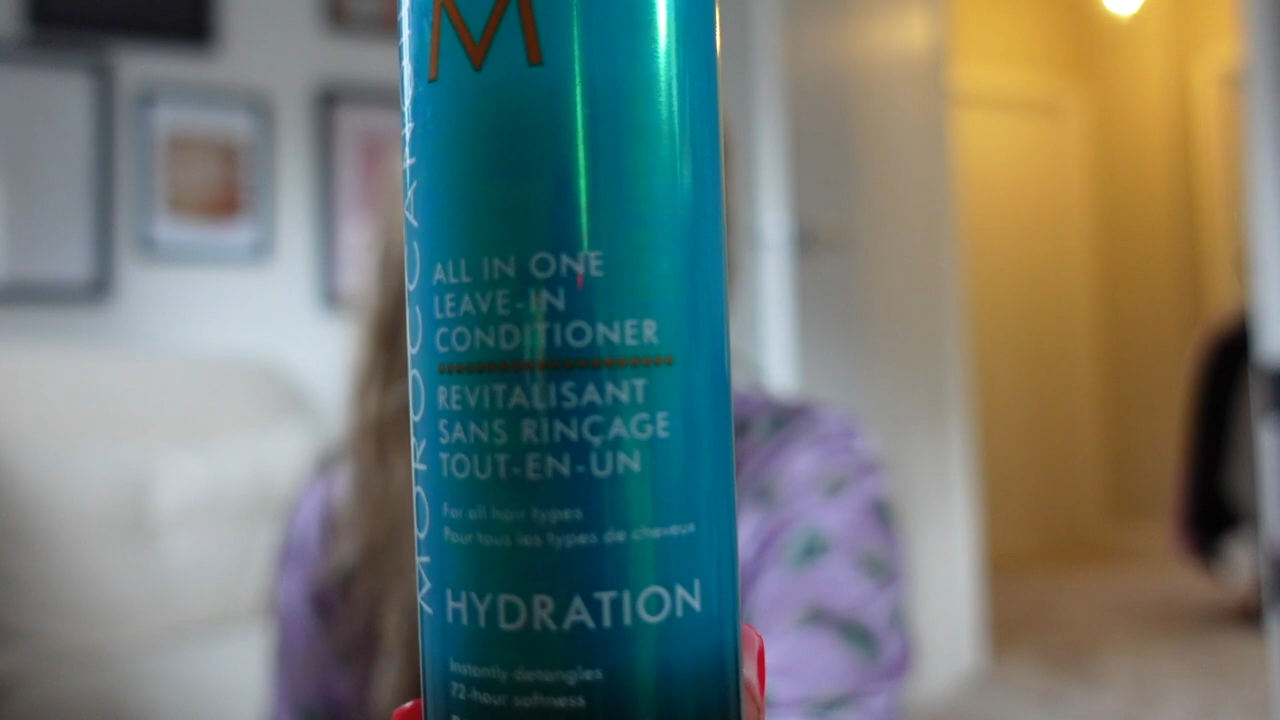 M
MOROCCAN
ALL IN ONE
LEAVE-IN
CONDITIONER
REVITALISANT
SANS RINÇAGE
TOUT-EN-UN
For all hair types
Pour tous les types de cheveux
HYDRATION
Instantly detangles
72-hour softness